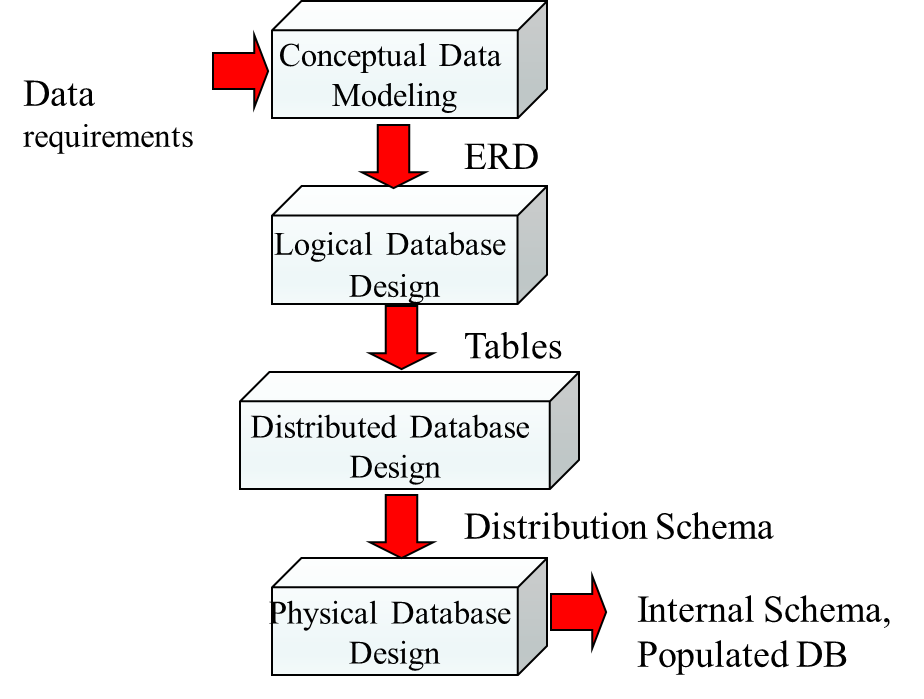 Conceptual Data
Modeling
Data
requirements
ERD
Logical Database
Design
Tables
Distributed Database
Design
Distribution Schema
Physical Database
Design
Internal Schema,
Populated DB